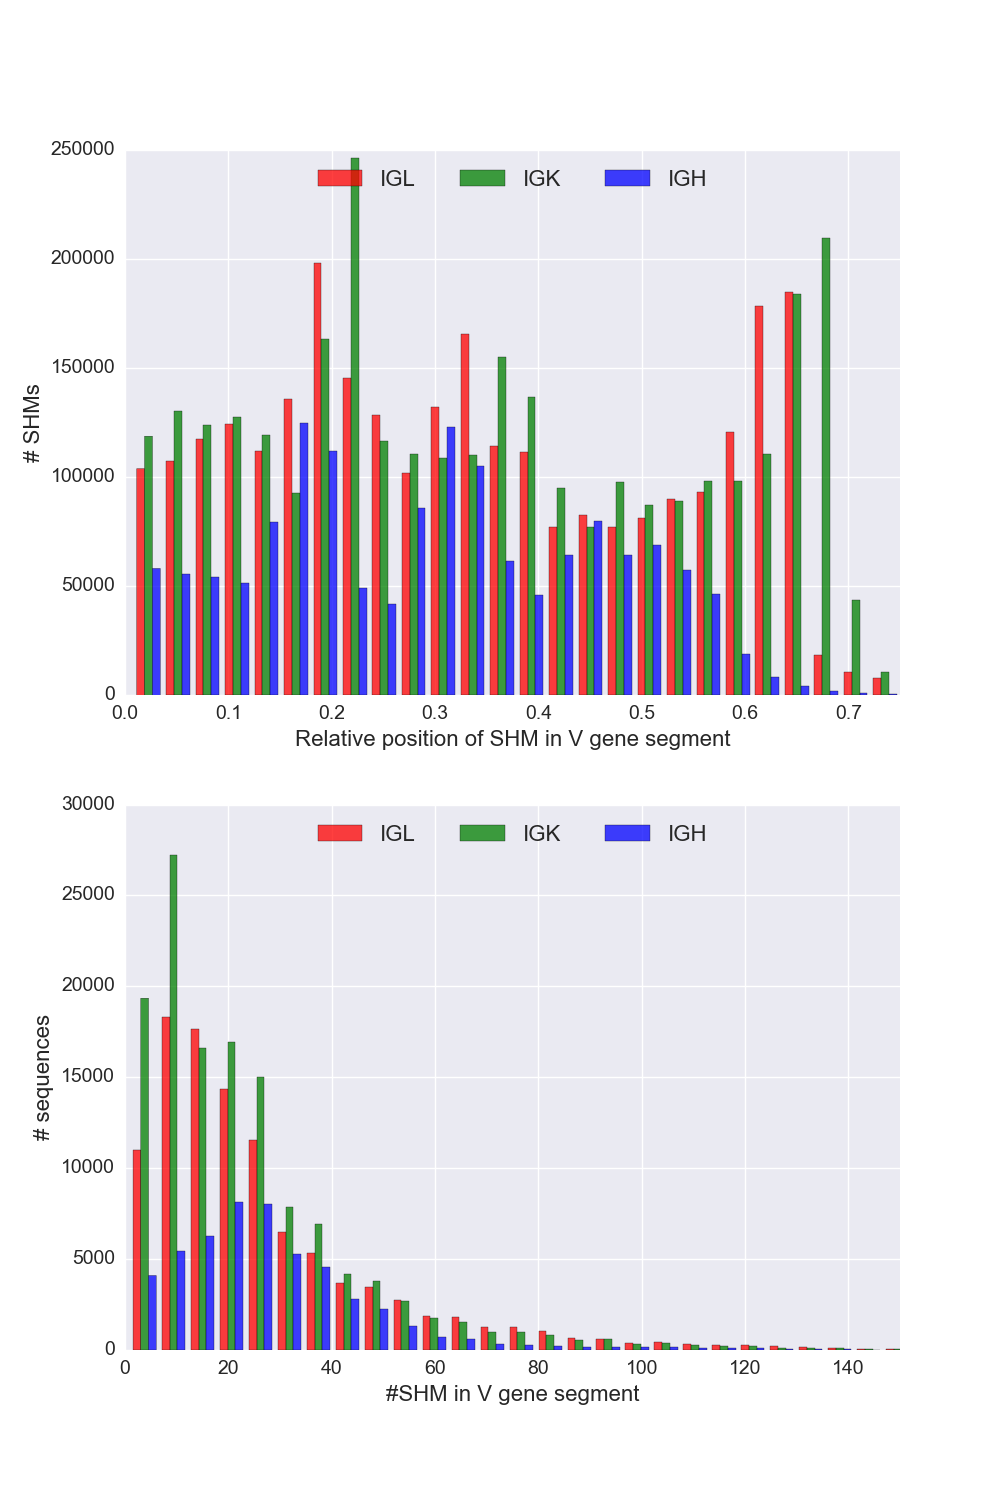 250000
200000
150000
100000
50000
0
# SHMs
IGL IGK IGH
0.0 0.1 0.2 0.3 0.4 0.5 0.6 0.7
Relative position of SHM in V gene segment
30000
25000
20000
15000
10000
5000
0
# sequences
IGL IGK IGH
0 20 40 60 80 100 120 140
#SHM in V gene segment